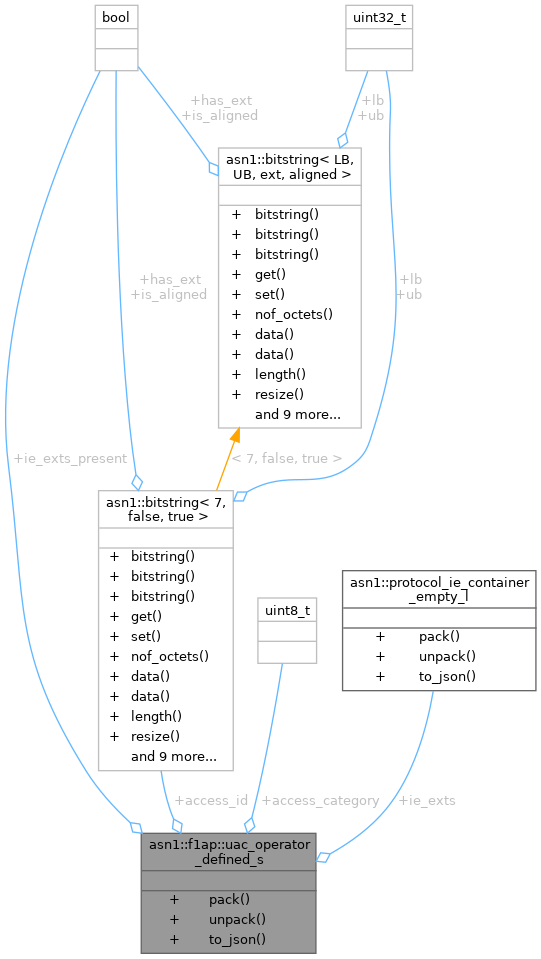 bool
uint32_t
+has_ext
+is_aligned
+lb
+ub
asn1::bitstring< LB,
UB, ext, aligned >
+ bitstring()
+ bitstring()
+ bitstring()
+ get()
+ set()
+ nof_octets()
+ data()
+ data()
+ length()
+ resize()
and 9 more...
+has_ext
+is_aligned
+lb
+ub
+ie_exts_present
< 7, false, true >
asn1::bitstring< 7,
false, true >
+ bitstring()
+ bitstring()
+ bitstring()
+ get()
+ set()
+ nof_octets()
+ data()
+ data()
+ length()
+ resize()
and 9 more...
uint8_t
asn1::protocol_ie_container
_empty_l
+ pack()
+ unpack()
+ to_json()
+access_id
+access_category
+ie_exts
asn1::f1ap::uac_operator
_defined_s
+ pack()
+ unpack()
+ to_json()